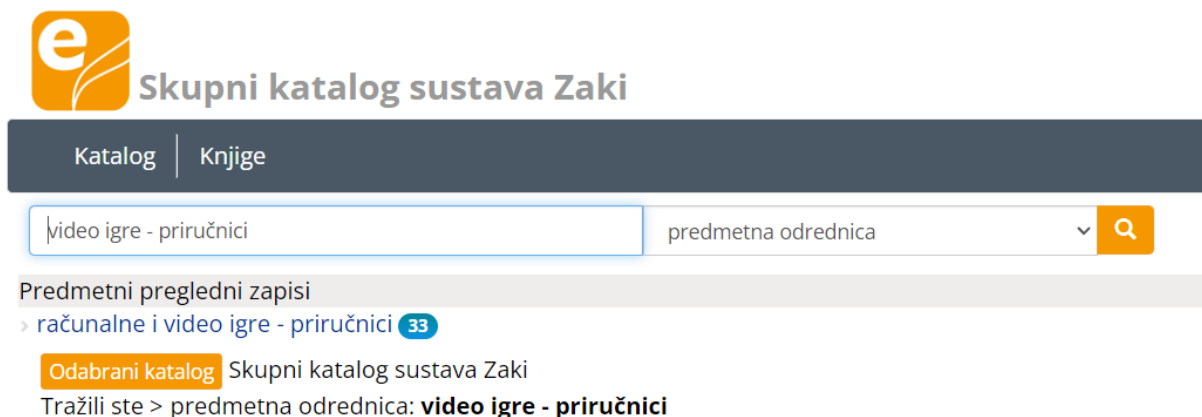 e
Skupni katalog sustava Zaki
Katalog Knjige
video igre - priručnici predmetna odrednica
Predmetni pregledni zapisi
› računalne i video igre - priručnici 33
Odabrani katalog Skupni katalog sustava Zaki
Tražili ste > predmetna odrednica: video igre - priručnici